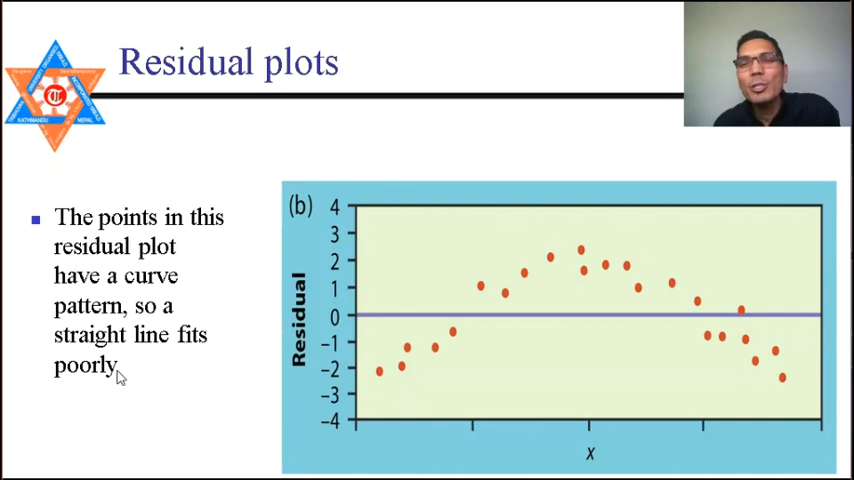 Residual plots
KATHMANDU
NEPAL
The points in this
residual plot
have a curve
pattern, so a
straight line fits
poorly
(b)
Residual
4
3
2
1
0
−1
−2
−3
−4
x